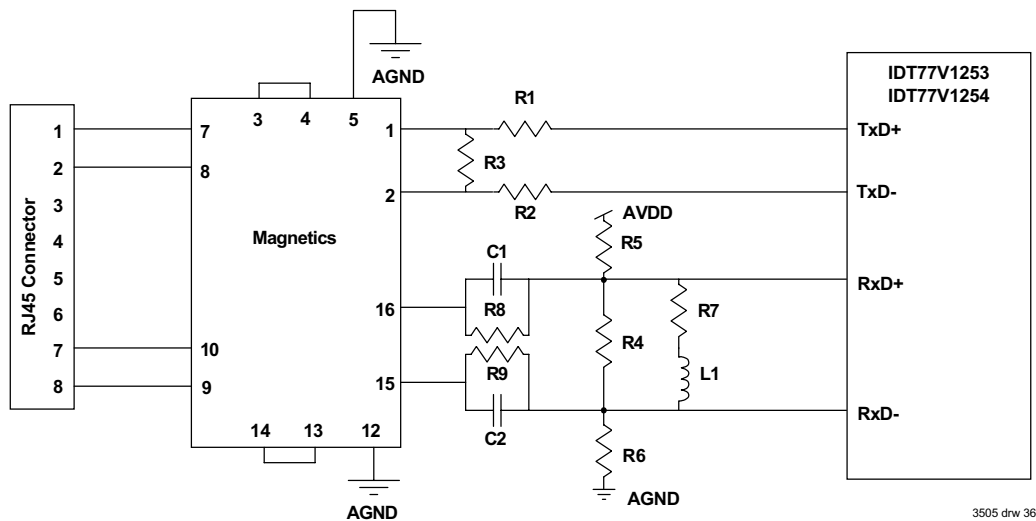 AGND
IDT77V1253
IDT77V1254
RJ45 Connector
1
2
3
4
5
6
7
8
Magnetics
3
4
5
7
8
10
9
14
13
12
1
2
16
15
AGND
R1
R3
R2
TxD+
TxD-
AVDD
R5
C1
R8
R9
C2
R4
R7
L1
R6
AGND
RxD+
RxD-
3505 drw 36